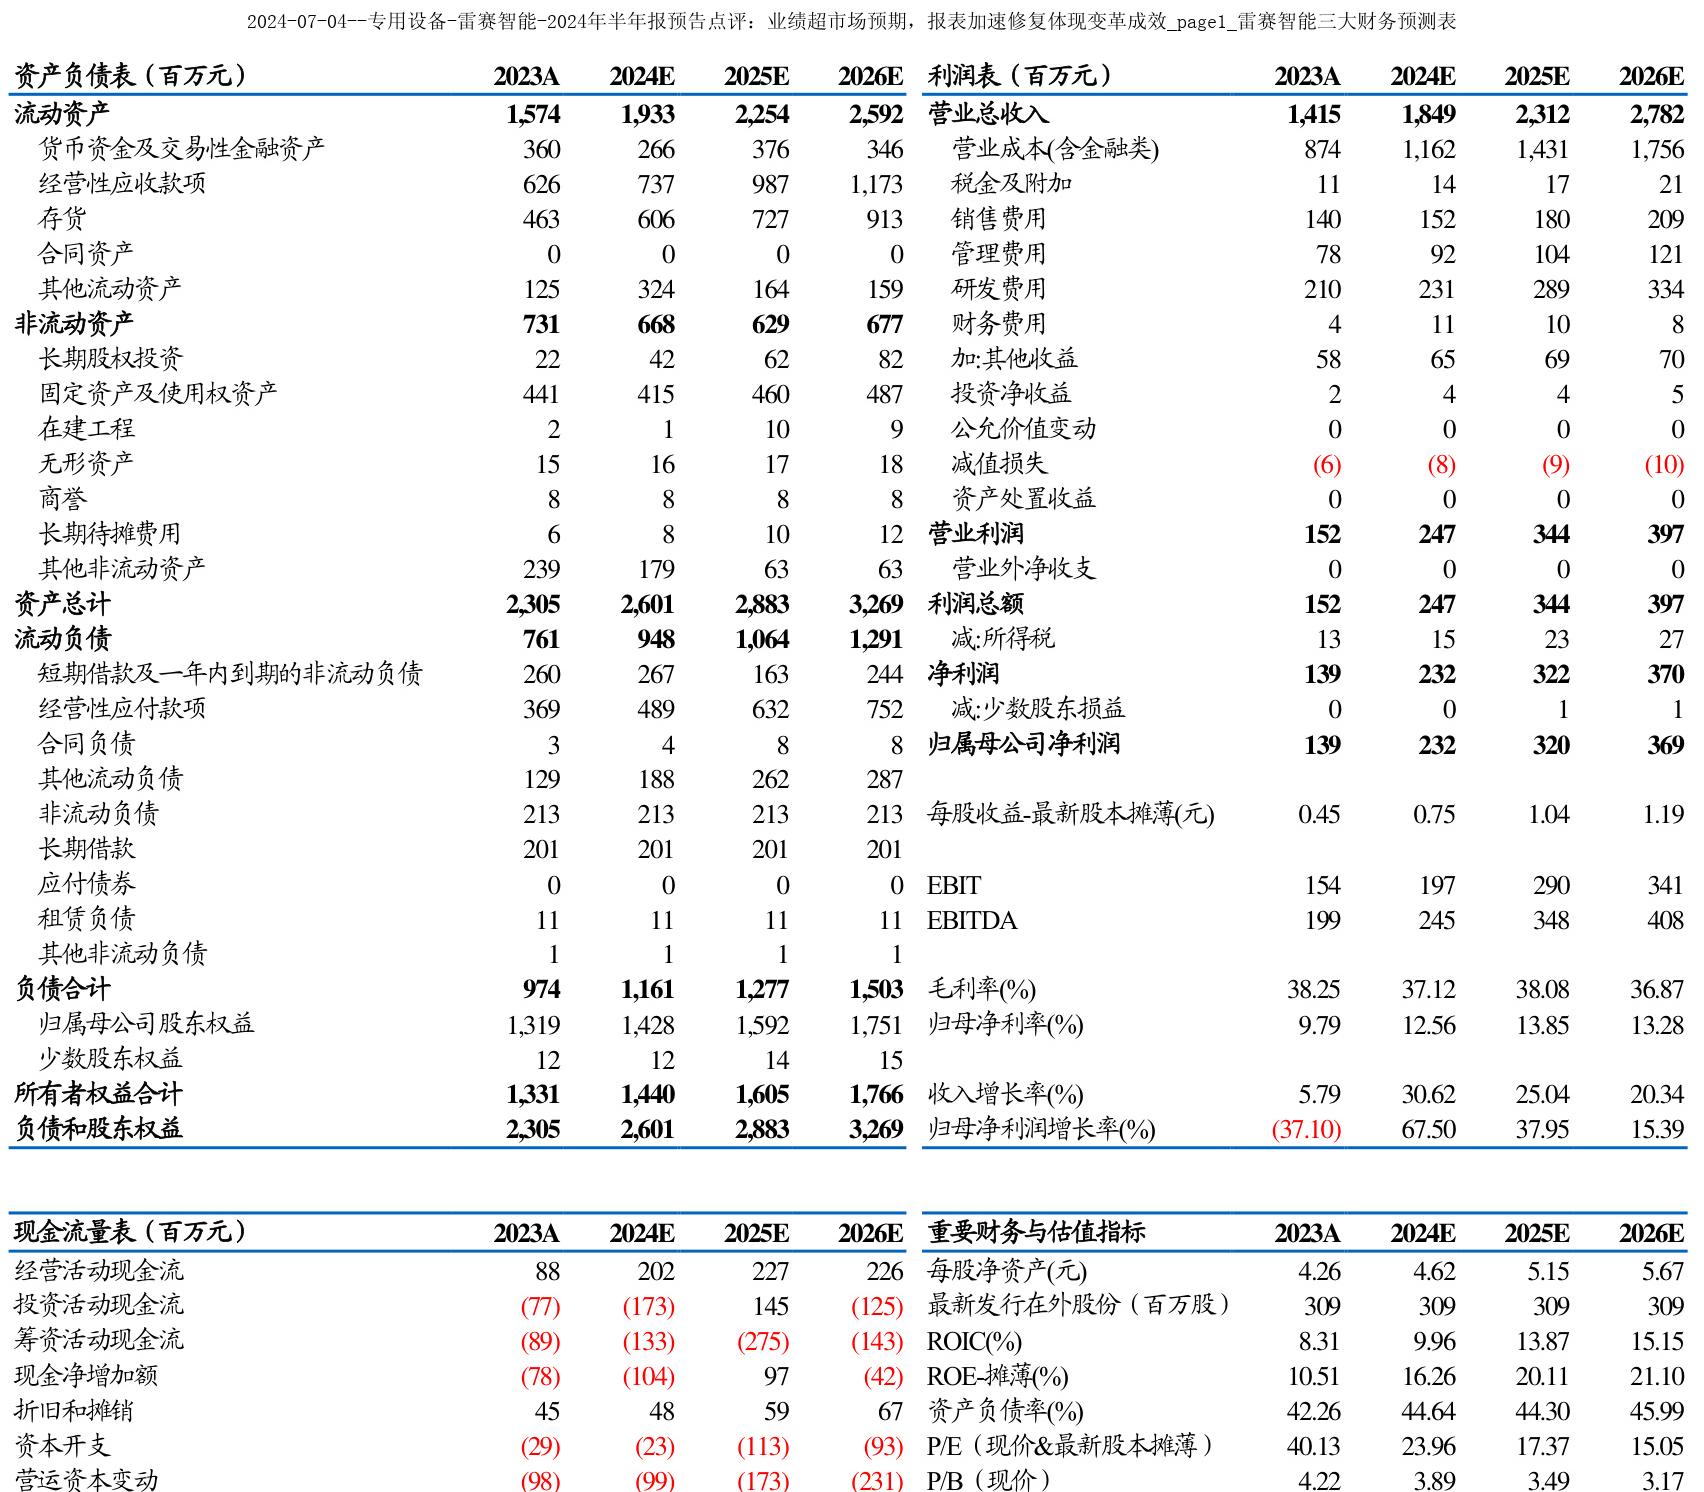 2024-07-04--专用设备-雷赛智能-2024年半年报预告点评：业绩超市场预期，报表加速修复体现变革成效_page1_雷赛智能三大财务预测表
资产负债表（百万元） 2023A 2024E 2025E 2026E 利润表（百万元） 2023A 2024E 2025E 2026E
流动资产 1,574 1,933 2,254 2,592 营业总收入 1,415 1,849 2,312 2,782
货币资金及交易性金融资产 360 266 376 346 营业成本(含金融类) 874 1,162 1,431 1,756
经营性应收款项 626 737 987 1,173 税金及附加 11 14 17 21
存货 463 606 727 913 销售费用 140 152 180 209
合同资产 0 0 0 0 管理费用 78 92 104 121
其他流动资产 125 324 164 159 研发费用 210 231 289 334
非流动资产 731 668 629 677 财务费用 4 11 10 8
长期股权投资 22 42 62 82 加:其他收益 58 65 69 70
固定资产及使用权资产 441 415 460 487 投资净收益 2 4 4 5
在建工程 2 1 10 9 公允价值变动 0 0 0 0
无形资产 15 16 17 18 减值损失 (6) (8) (9) (10)
商誉 8 8 8 8 资产处置收益 0 0 0 0
长期待摊费用 6 8 10 12 营业利润 152 247 344 397
其他非流动资产 239 179 63 63 营业外净收支 0 0 0 0
资产总计 2,305 2,601 2,883 3,269 利润总额 152 247 344 397
流动负债 761 948 1,064 1,291 减:所得税 13 15 23 27
短期借款及一年内到期的非流动负债 260 267 163 244 净利润 139 232 322 370
经营性应付款项 369 489 632 752 减:少数股东损益 0 0 1 1
合同负债 3 4 8 8 归属母公司净利润 139 232 320 369
其他流动负债 129 188 262 287
非流动负债 213 213 213 213 每股收益-最新股本摊薄(元) 0.45 0.75 1.04 1.19
长期借款 201 201 201 201
应付债券 0 0 0 0 EBIT 154 197 290 341
租赁负债 11 11 11 11 EBITDA 199 245 348 408
其他非流动负债 1 1 1 1
负债合计 974 1,161 1,277 1,503 毛利率(%) 38.25 37.12 38.08 36.87
归属母公司股东权益 1,319 1,428 1,592 1,751 归母净利率(%) 9.79 12.56 13.85 13.28
少数股东权益 12 12 14 15
所有者权益合计 1,331 1,440 1,605 1,766 收入增长率(%) 5.79 30.62 25.04 20.34
负债和股东权益 2,305 2,601 2,883 3,269 归母净利润增长率(%) (37.10) 67.50 37.95 15.39
现金流量表（百万元） 2023A 2024E 2025E 2026E 重要财务与估值指标 2023A 2024E 2025E 2026E
经营活动现金流 88 202 227 226 每股净资产(元) 4.26 4.62 5.15 5.67
投资活动现金流 (77) (173) 145 (125) 最新发行在外股份（百万股） 309 309 309 309
筹资活动现金流 (89) (133) (275) (143) ROIC(%) 8.31 9.96 13.87 15.15
现金净增加额 (78) (104) 97 (42) ROE-摊薄(%) 10.51 16.26 20.11 21.10
折旧和摊销 45 48 59 67 资产负债率(%) 42.26 44.64 44.30 45.99
资本开支 (29) (23) (113) (93) P/E（现价&最新股本摊薄） 40.13 23.96 17.37 15.05
营运资本变动 (98) (99) (173) (231) P/B（现价） 4.22 3.89 3.49 3.17